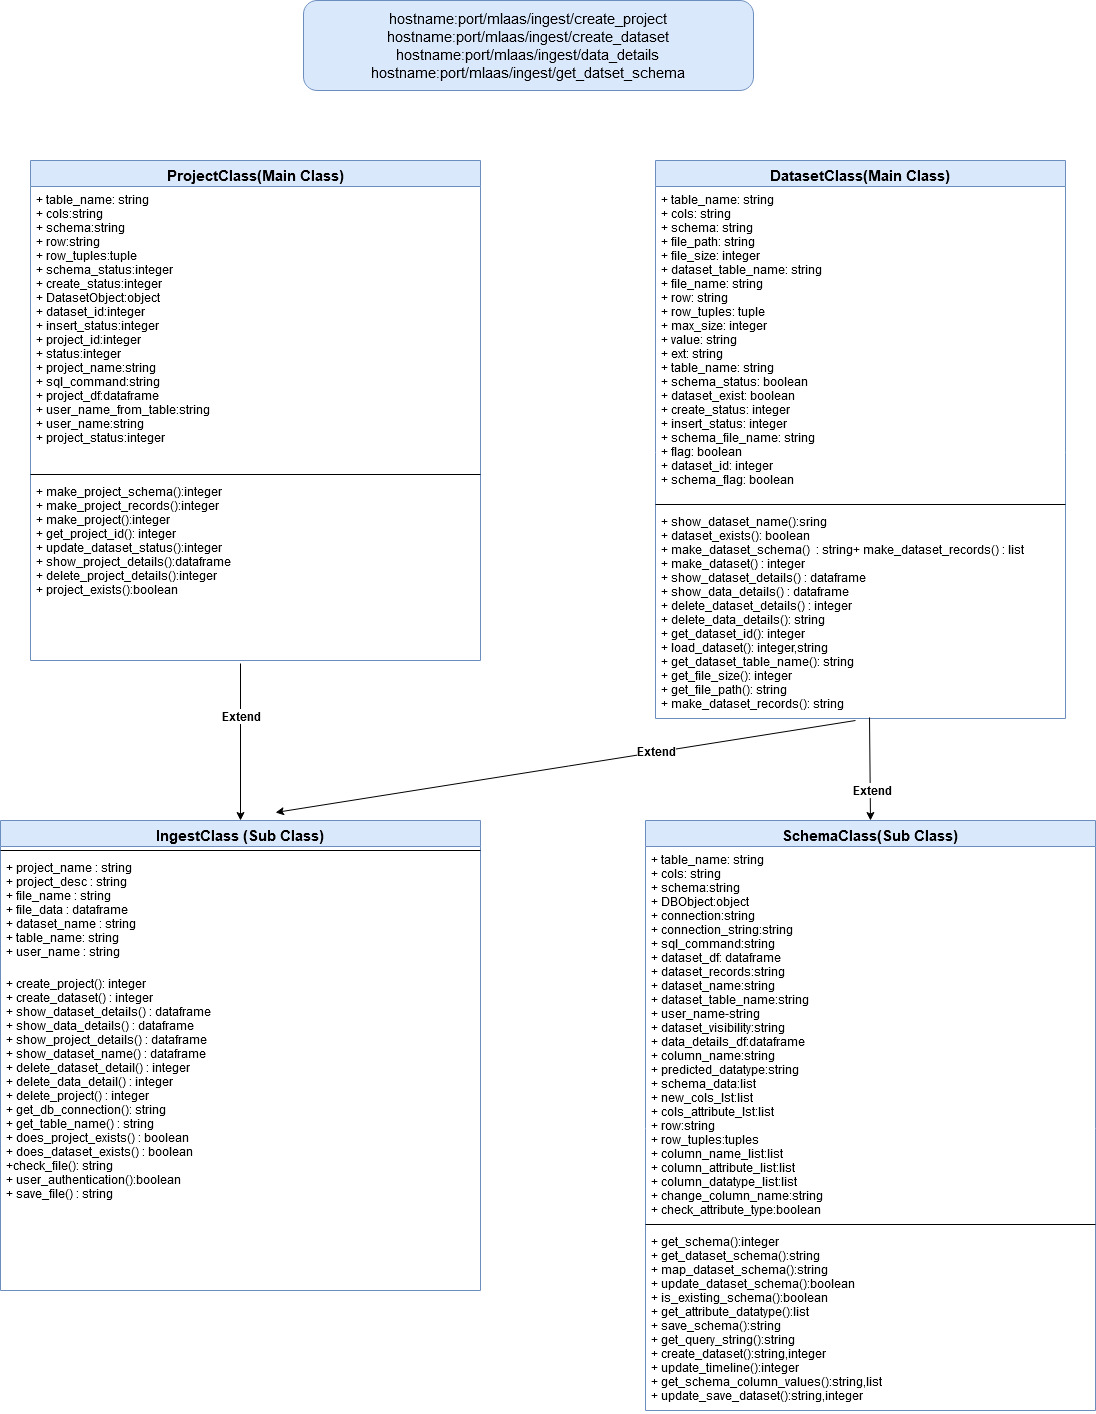 hostname:port/mlaas/ingest/create_project
hostname:port/mlaas/ingest/create_dataset
hostname:port/mlaas/ingest/data_details
hostname:port/mlaas/ingest/get_datset_schema
ProjectClass(Main Class)
+ table_name: string
+ cols:string
+ schema:string
+ row:string
+ row_tuples:tuple
+ schema_status:integer
+ create_status:integer
+ DatasetObject:object
+ dataset_id:integer
+ insert_status:integer
+ project_id:integer
+ status:integer
+ project_name:string
+ sql_command:string
+ project_df:dataframe
+ user_name_from_table:string
+ user_name:string
+ project_status:integer
+ make_project_schema():integer
+ make_project_records():integer
+ make_project():integer
+ get_project_id(): integer
+ update_dataset_status():integer
+ show_project_details():dataframe
+ delete_project_details():integer
+ project_exists():boolean
DatasetClass(Main Class)
+ table_name: string
+ cols: string
+ schema: string
+ file_path: string
+ file_size: integer
+ dataset_table_name: string
+ file_name: string
+ row: string
+ row_tuples: tuple
+ max_size: integer
+ value: string
+ ext: string
+ table_name: string
+ schema_status: boolean
+ dataset_exist: boolean
+ create_status: integer
+ insert_status: integer
+ schema_file_name: string
+ flag: boolean
+ dataset_id: integer
+ schema_flag: boolean
+ show_dataset_name():sring
+ dataset_exists(): boolean
+ make_dataset_schema() : string+ make_dataset_records() : list
+ make_dataset() : integer
+ show_dataset_details() : dataframe
+ show_data_details() : dataframe
+ delete_dataset_details() : integer
+ delete_data_details(): string
+ get_dataset_id(): integer
+ load_dataset(): integer,string
+ get_dataset_table_name(): string
+ get_file_size(): integer
+ get_file_path(): string
+ make_dataset_records(): string
Extend
Extend
Extend
IngestClass (Sub Class)
+ project_name : string
+ project_desc : string
+ file_name : string
+ file_data : dataframe
+ dataset_name : string
+ table_name: string
+ user_name : string
+ create_project(): integer
+ create_dataset() : integer
+ show_dataset_details() : dataframe
+ show_data_details() : dataframe
+ show_project_details() : dataframe
+ show_dataset_name() : dataframe
+ delete_dataset_detail() : integer
+ delete_data_detail() : integer
+ delete_project() : integer
+ get_db_connection(): string
+ get_table_name() : string
+ does_project_exists() : boolean
+ does_dataset_exists() : boolean
+check_file(): string
+ user_authentication():boolean
+ save_file() : string
SchemaClass(Sub Class)
+ table_name: string
+ cols: string
+ schema:string
+ DBObject:object
+ connection:string
+ connection_string:string
+ sql_command:string
+ dataset_df: dataframe
+ dataset_records:string
+ dataset_name:string
+ dataset_table_name:string
+ user_name-string
+ dataset_visibility:string
+ data_details_df:dataframe
+ column_name:string
+ predicted_datatype:string
+ schema_data:list
+ new_cols_lst:list
+ cols_attribute_lst:list
+ row:string
+ row_tuples:tuples
+ column_name_list:list
+ column_attribute_list:list
+ column_datatype_list:list
+ change_column_name:string
+ check_attribute_type:boolean
+ get_schema():integer
+ get_dataset_schema():string
+ map_dataset_schema():string
+ update_dataset_schema():boolean
+ is_existing_schema():boolean
+ get_attribute_datatype():list
+ save_schema():string
+ get_query_string():string
+ create_dataset():string,integer
+ update_timeline():integer
+ get_schema_column_values():string,list
+ update_save_dataset():string,integer